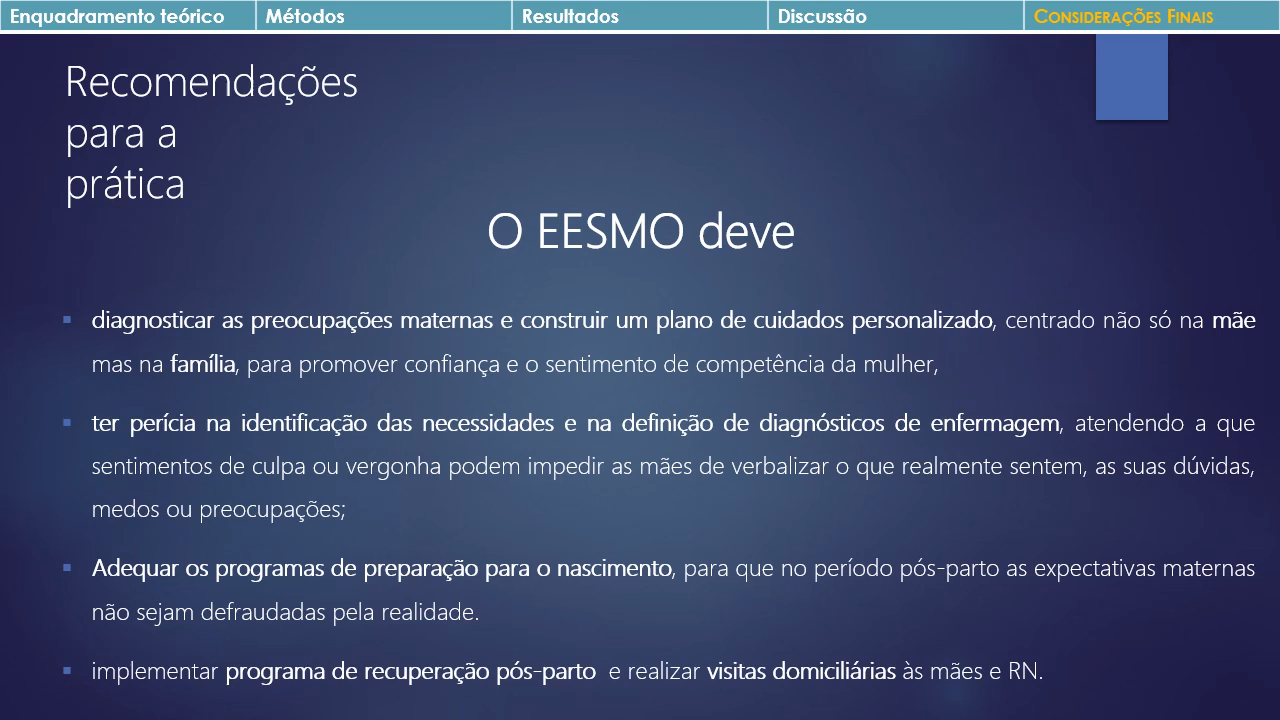 Enquadramento teórico
Métodos
Resultados
Discussão
Considerações Finais
Recomendações
para a
prática
O EESMO deve
diagnosticar as preocupações maternas e construir um plano de cuidados personalizado, centrado não só na mãe
mas na família, para promover confiança e o sentimento de competência da mulher,
ter perícia na identificação das necessidades e na definição de diagnósticos de enfermagem, atendendo a que
sentimentos de culpa ou vergonha podem impedir as mães de verbalizar o que realmente sentem, as suas dúvidas,
medos ou preocupações;
Adequar os programas de preparação para o nascimento, para que no período pós-parto as expectativas maternas
não sejam defraudadas pela realidade.
implementar programa de recuperação pós-parto e realizar visitas domiciliárias às mães e RN.